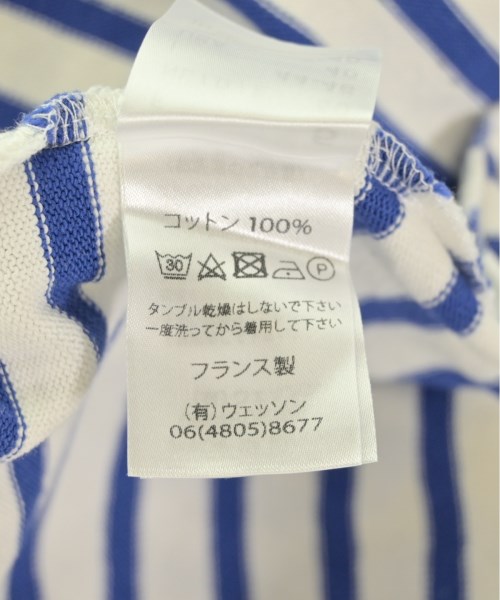 コットン 100%
30 P
タンブル乾燥はしないで下さい
一度洗ってから着用して下さい
フランス製
(有)ウェッソン
06(4805)8677